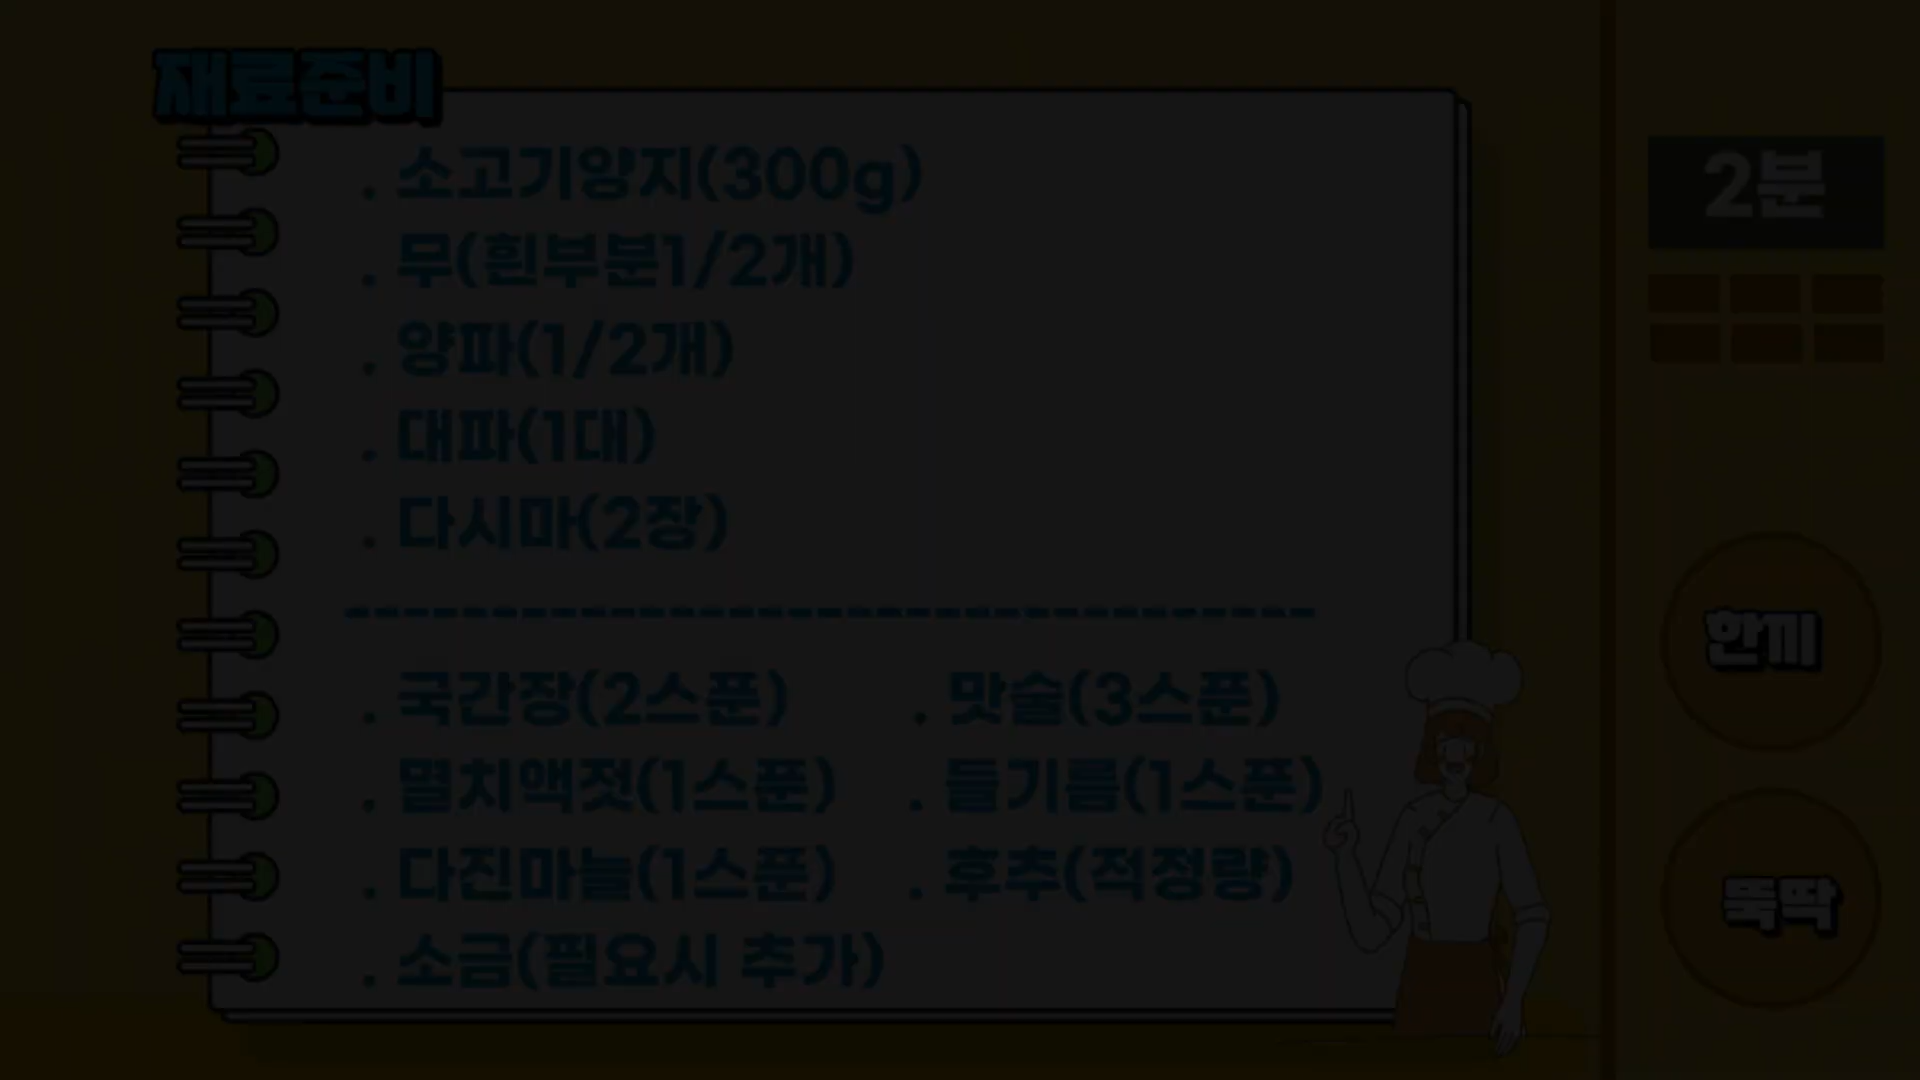 재료준비
. 소고기양지(300g)
. 무(흰부분1/2개)
. 양파(1/2개)
. 대파(1대)
. 다시마(2장)
---------------------------------
. 국간장(2스푼)
. 맛술(3스푼)
. 멸치액젓(1스푼)
. 들기름(1스푼)
. 다진마늘(1스푼)
. 후추(적정량)
. 소금(필요시 추가)
2분
한끼
뚝딱